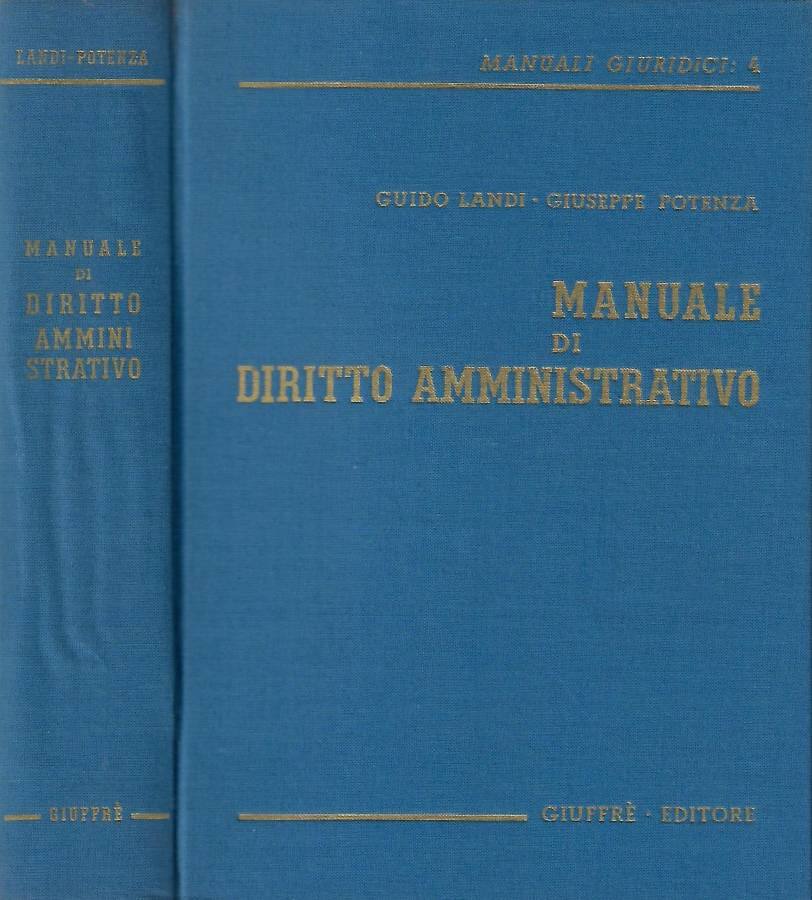 LANDI-POTENZA
MANUALE
DI
DIRITTO
AMMINI
STRATIVO
GIUFFRÈ
MANUALI GIURIDICI: 4
GUIDO LANDI · GIUSEPPE POTENZA
MANUALE
DI
DIRITTO AMMINISTRATIVO
GIUFFRÈ · EDITORE